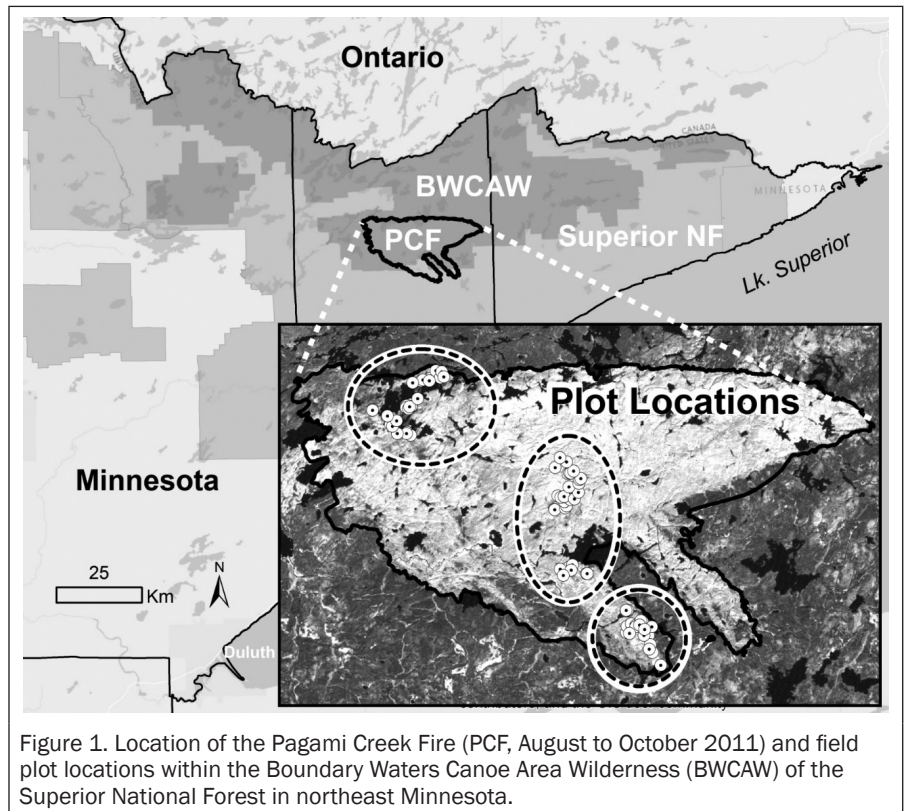 Ontario
CANADA
UNITED STATES
MINNESOTA
BWCAW
PCF
Superior NF
Lk. Superior
Plot Locations
Minnesota
25
Km
N
Duluth
Figure 1. Location of the Pagami Creek Fire (PCF, August to October 2011) and field
plot locations within the Boundary Waters Canoe Area Wilderness (BWCAW) of the
Superior National Forest in northeast Minnesota.